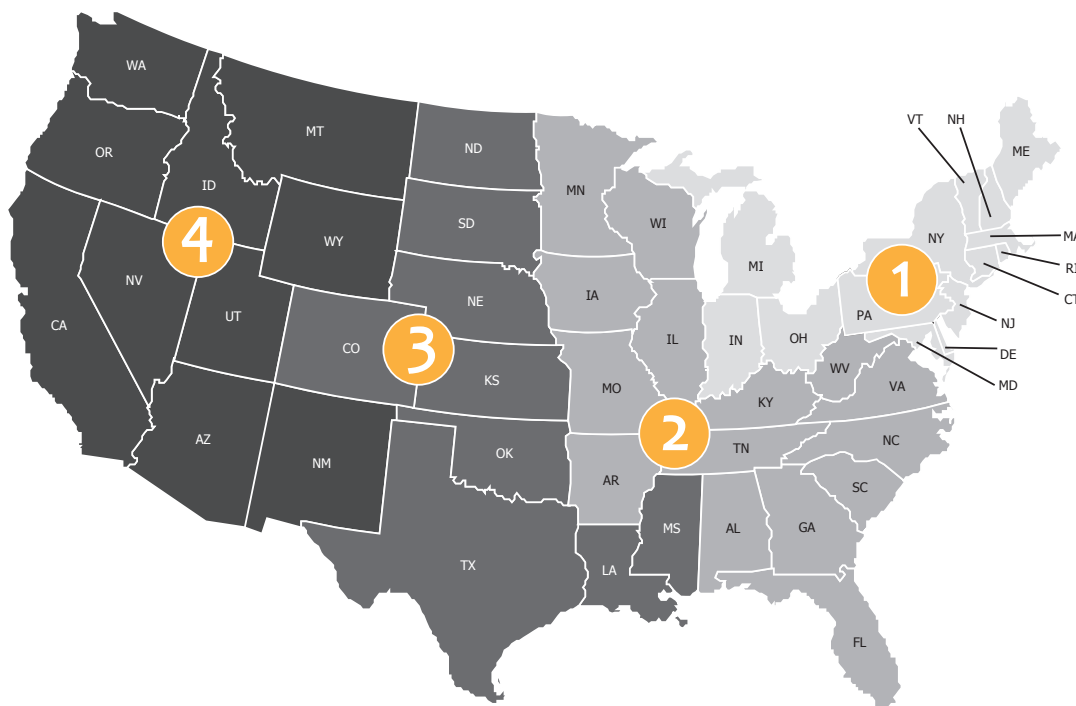 WA
MT
ND
VT
NH
ME
OR
MN
ID
SD
WI
WY
NY
MA
4
MI
RI
NV
1
NE
IA
CT
UT
PA
NJ
CA
CO
3
IL
IN
OH
DE
KS
MO
WV
VA
MD
KY
AZ
2
NC
NM
OK
TN
AR
SC
MS
AL
GA
TX
LA
FL